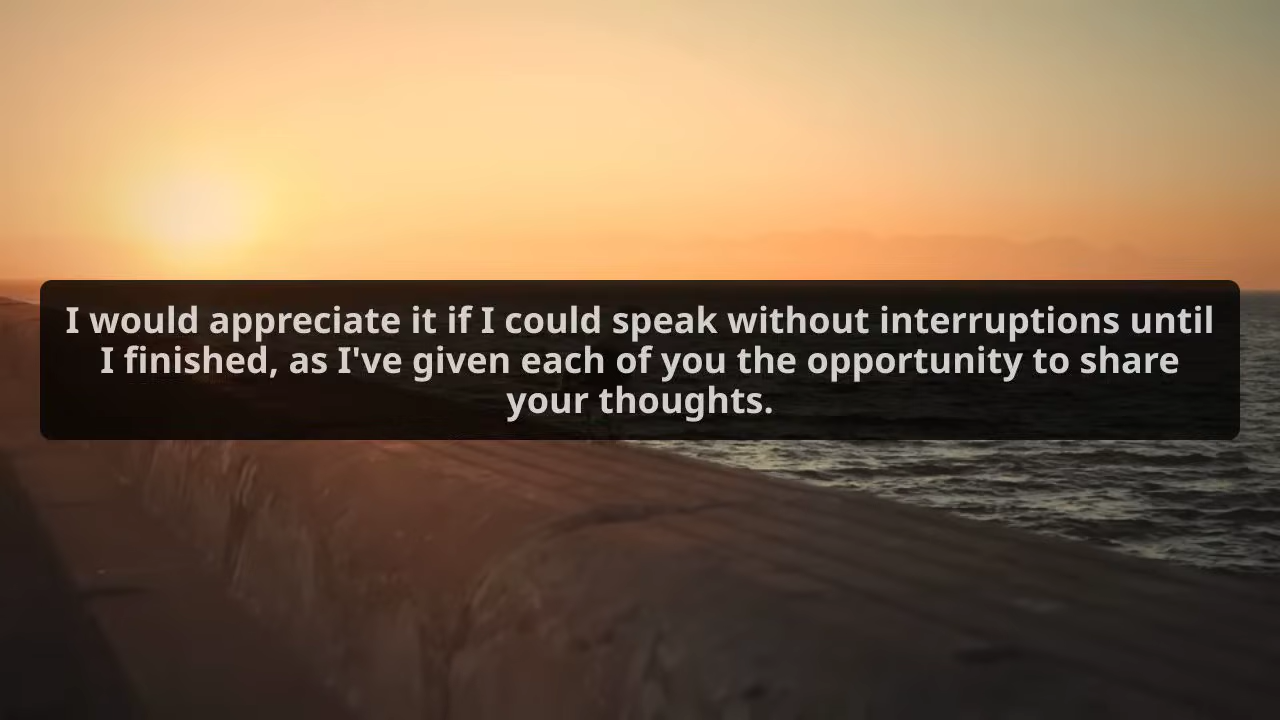 I would appreciate it if I could speak without interruptions until
I finished, as I've given each of you the opportunity to share
your thoughts.